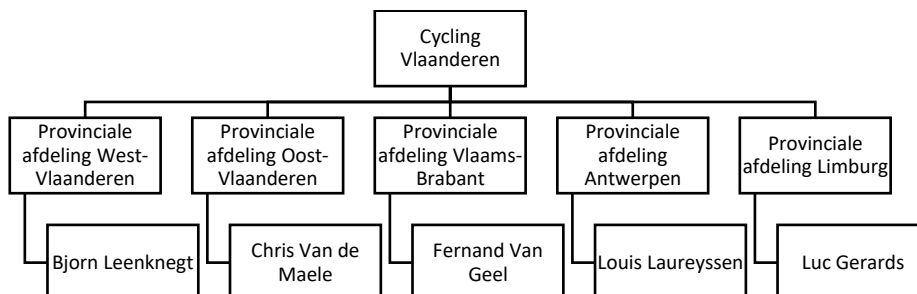 Cycling
Vlaanderen
Provinciale
afdeling West-
Vlaanderen
Provinciale
afdeling Oost-
Vlaanderen
Provinciale
afdeling Vlaams-
Brabant
Provinciale
afdeling
Antwerpen
Provinciale
afdeling Limburg
Bjorn Leenknegt
Chris Van de
Maele
Fernand Van
Geel
Louis Laureyssen
Luc Gerards